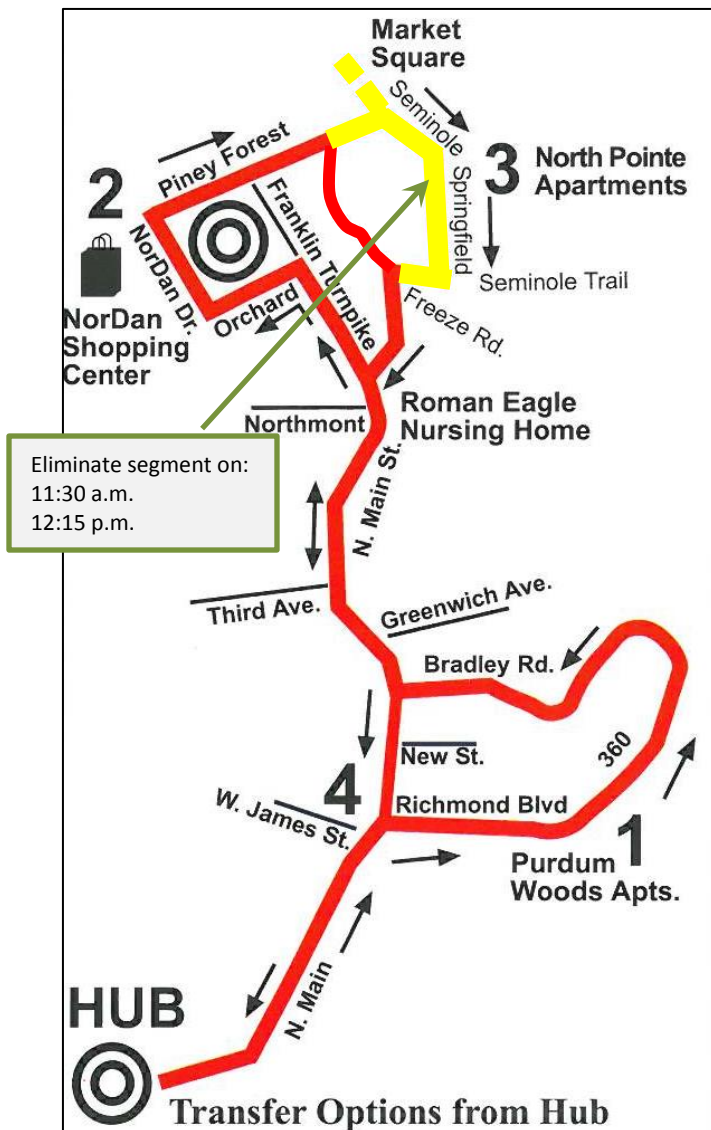 Market
Square
Seminole
Piney Forest
3 North Pointe
Apartments
Springfield
2
Franklin Turnpike
NorDan Dr.
Seminole Trail
Orchard
Freeze Rd.
NorDan
Shopping
Center
Roman Eagle
Nursing Home
Northmont
Eliminate segment on:
11:30 a.m.
12:15 p.m.
N. Main St.
Third Ave.
Greenwich Ave.
Bradley Rd.
New St.
360
4
W. James St.
Richmond Blvd
1
Purdum
Woods Apts.
N. Main
HUB
Transfer Options from Hub